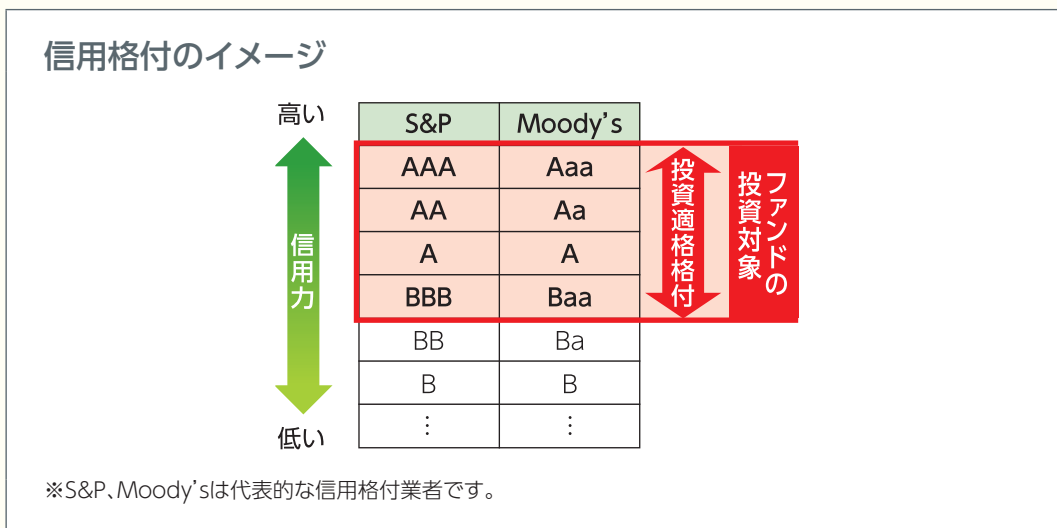 信用格付のイメージ
高い
信用力
低い
S&P Moody’s
AAA Aaa
AA Aa
A A
BBB Baa
BB Ba
B B
⋮ ⋮
投資適格格付
ファンドの
投資対象
※S&P、Moody’sは代表的な信用格付業者です。